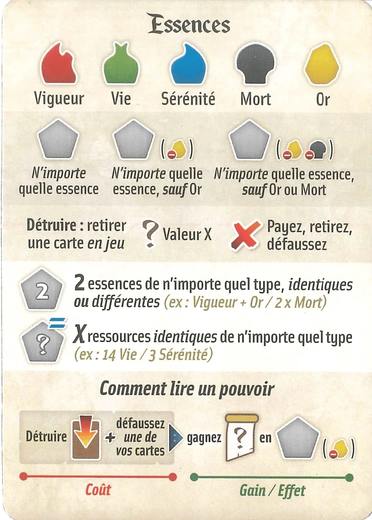 Essences
Vigueur Vie Sérénité Mort Or
N'importe quelle essence
N'importe quelle essence, sauf Or
N'importe quelle essence, sauf Or ou Mort
Détruire : retirer une carte en jeu
? Valeur X
Payez, retirez, défaussez
2 2 essences de n'importe quel type, identiques
ou différentes (ex : Vigueur + Or / 2 x Mort)
? = X ressources identiques de n'importe quel type
(ex : 14 Vie / 3 Sérénité)
Comment lire un pouvoir
Détruire + défaussez une de vos cartes gagnez ? en
Coût Gain / Effet